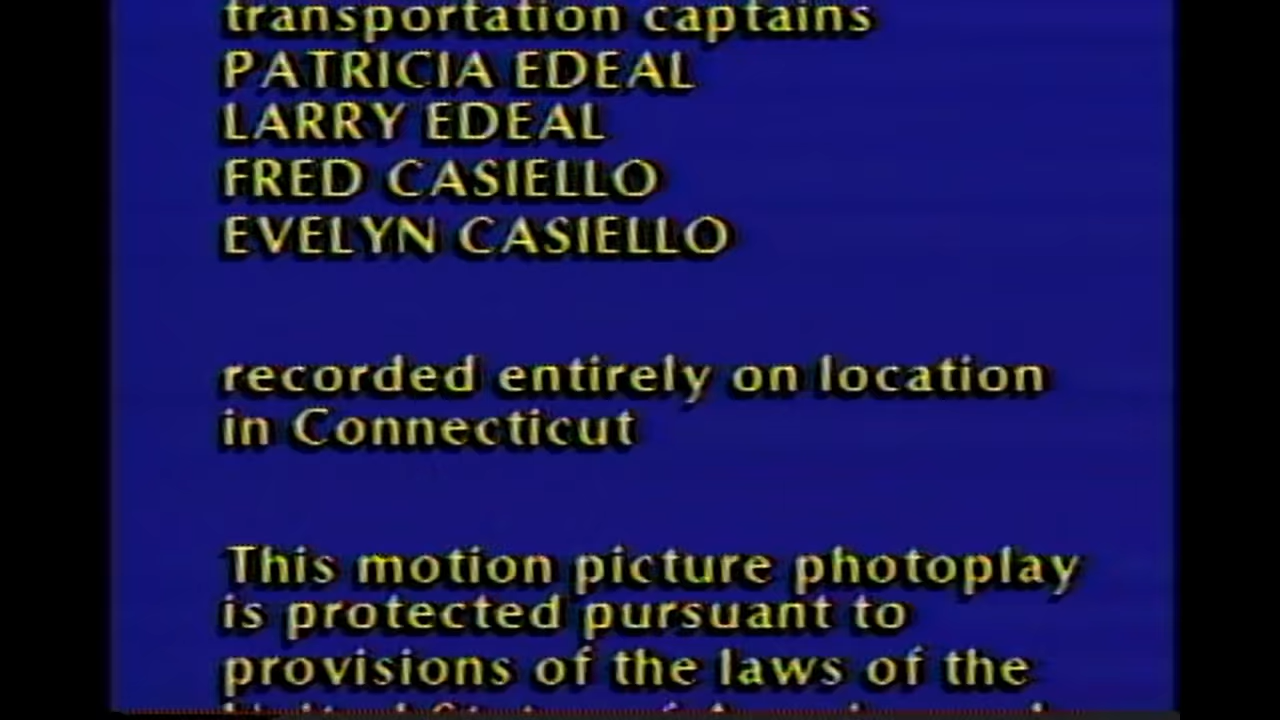 transportation captains
PATRICIA EDEAL
LARRY EDEAL
FRED CASIELLO
EVELYN CASIELLO
recorded entirely on location
in Connecticut
This motion picture photoplay
is protected pursuant to
provisions of the laws of the